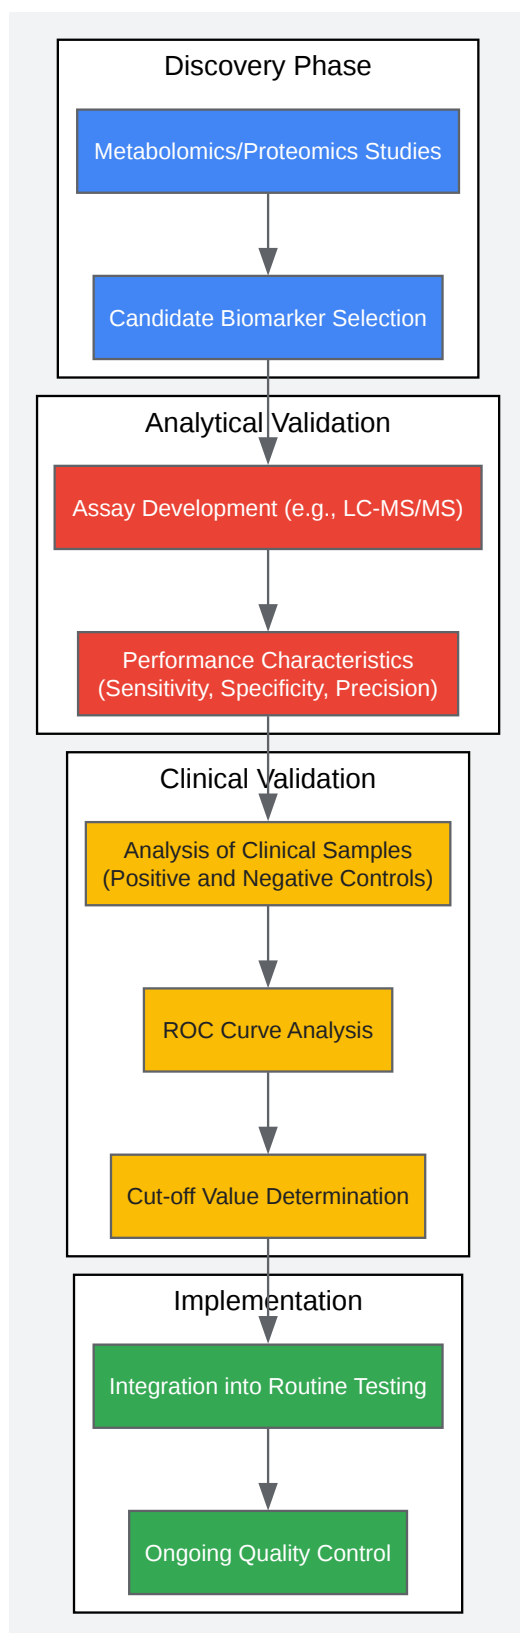 Discovery Phase
Metabolomics/Proteomics Studies
Candidate Biomarker Selection
Analytical Validation
Assay Development (e.g., LC-MS/MS)
Performance Characteristics
(Sensitivity, Specificity, Precision)
Clinical Validation
Analysis of Clinical Samples
(Positive and Negative Controls)
ROC Curve Analysis
Cut-off Value Determination
Implementation
Integration into Routine Testing
Ongoing Quality Control